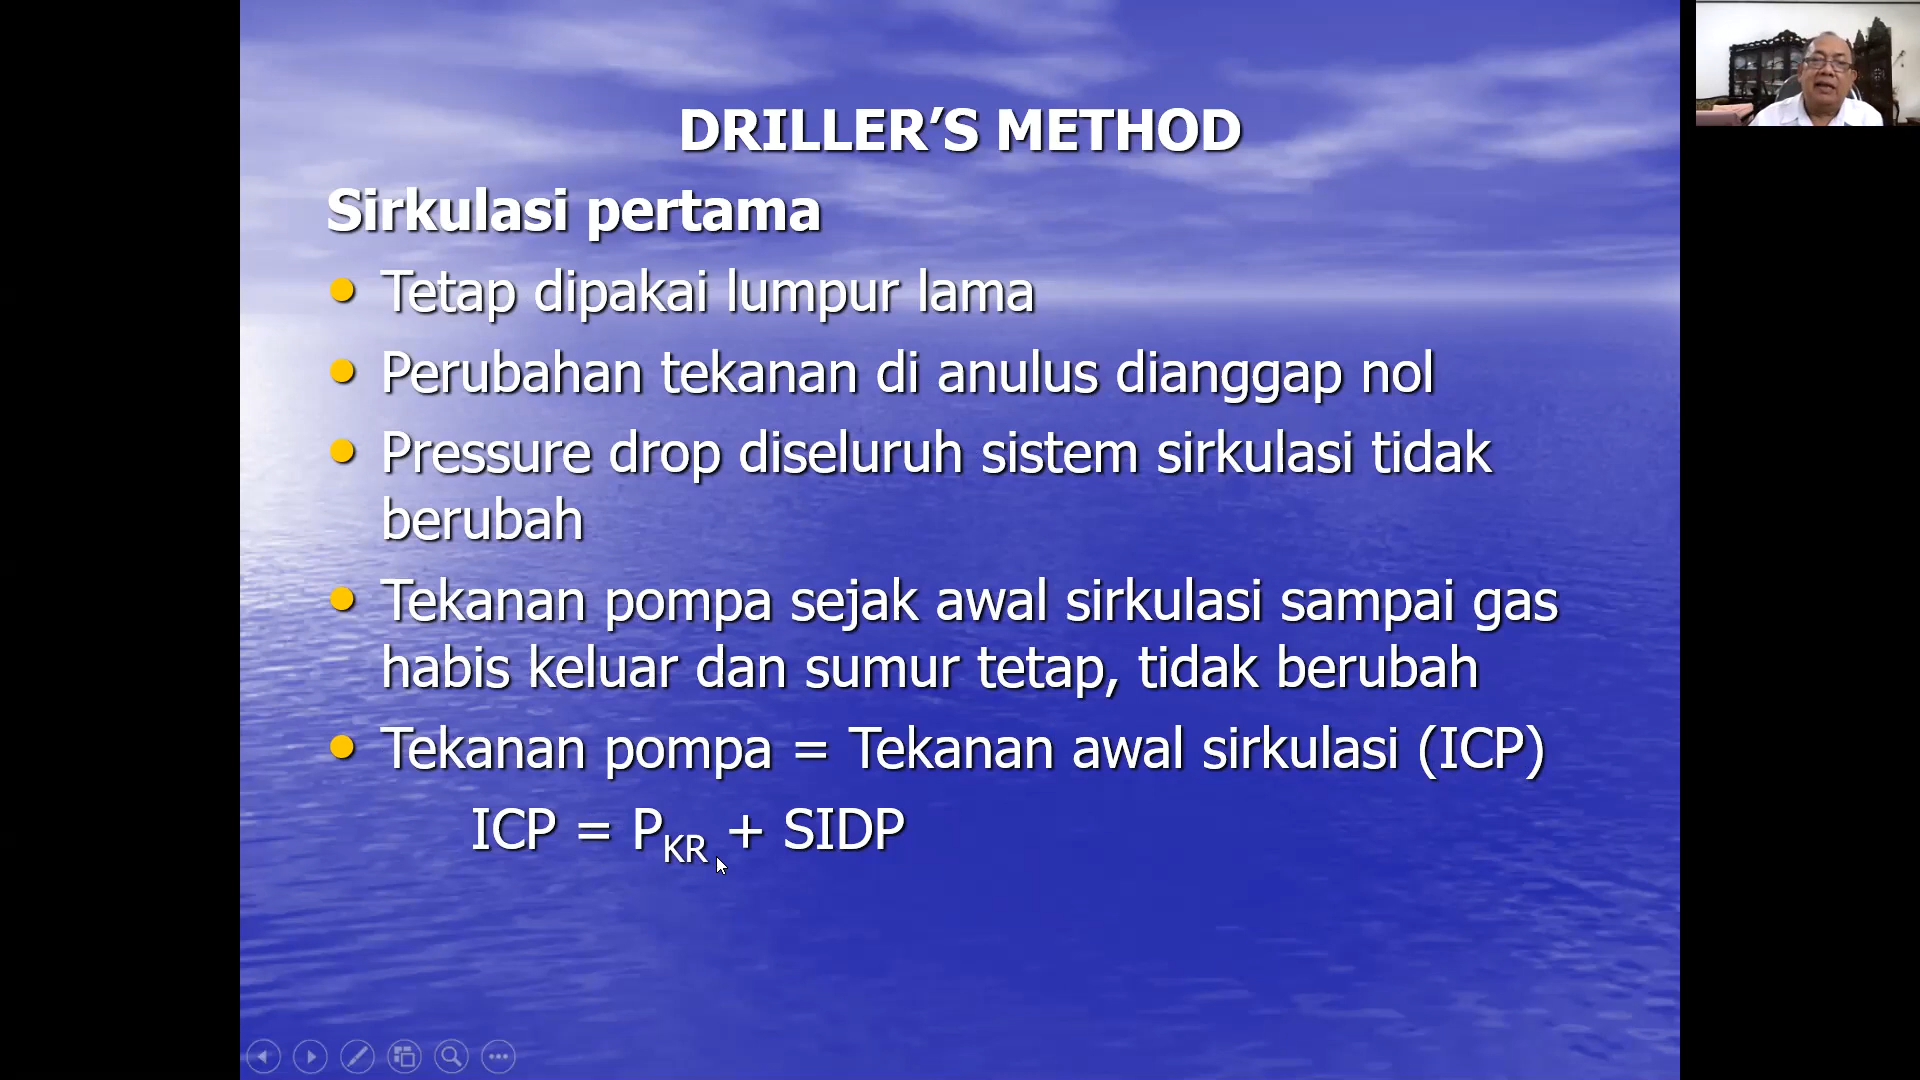 DRILLER’S METHOD
Sirkulasi pertama
Tetap dipakai lumpur lama
Perubahan tekanan di anulus dianggap nol
Pressure drop diseluruh sistem sirkulasi tidak
berubah
Tekanan pompa sejak awal sirkulasi sampai gas
habis keluar dan sumur tetap, tidak berubah
Tekanan pompa = Tekanan awal sirkulasi (ICP)
ICP = PKR + SIDP